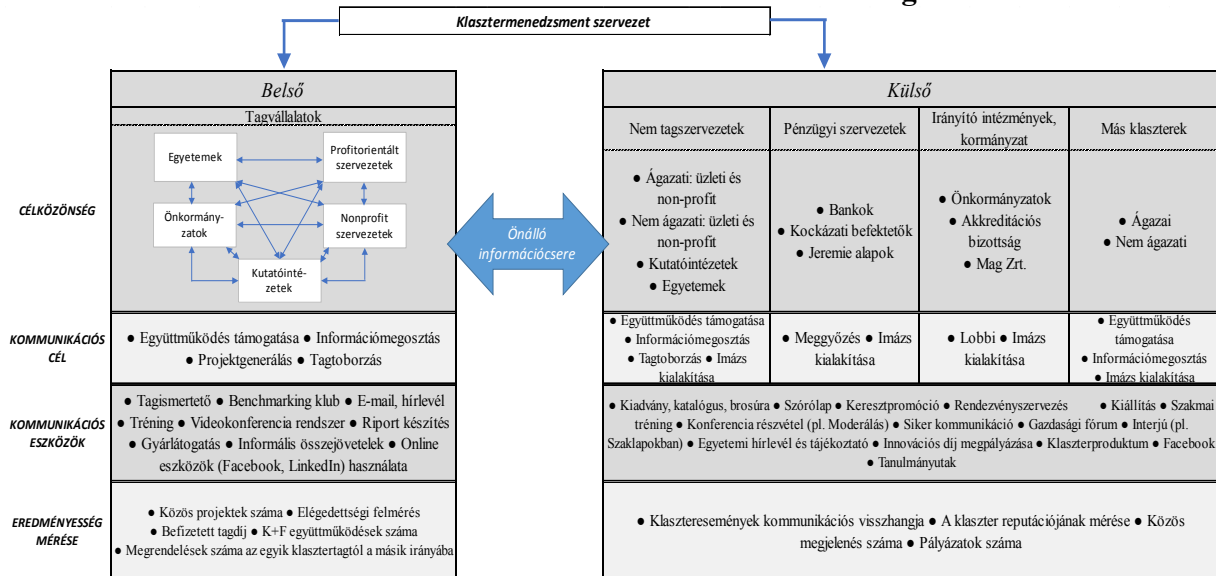 g
Klasztermenedzsment szervezet
Belső
Tagvállalatok
Külső
Nem tagszervezetek
Pénzügyi szervezetek
Irányító intézmények,
kormányzat
Más klaszterek
CÉLKÖZÖNSÉG
Egyetemek
Profitorientált
szervezetek
Önkormány-
zatok
Nonprofit
szervezetek
Kutatóinté-
zetek
Önálló
információcsere
● Ágazati: üzleti és
non-profit
● Nem ágazati: üzleti és
non-profit
● Kutatóintézetek
● Egyetemek
● Bankok
● Kockázati befektetők
● Jeremie alapok
● Önkormányzatok
● Akkreditációs
bizottság
● Mag Zrt.
● Ágazai
● Nem ágazati
KOMMUNIKÁCIÓS
CÉL
● Együttműködés támogatása ● Információmegosztás
● Projektgenerálás ● Tagtoborzás
● Együttműködés támogatása
● Információmegosztás
● Tagtoborzás ● Imázs
kialakítása
● Meggyőzés ● Imázs
kialakítása
● Lobbi ● Imázs
kialakítása
● Együttműködés
támogatása
● Információmegosztás
● Imázs kialakítása
KOMMUNIKÁCIÓS
ESZKÖZÖK
● Tagismertető ● Benchmarking klub ● E-mail, hírlevél
● Tréning ● Videokonferencia rendszer ● Riport készítés
● Gyárlátogatás ● Informális összejövetelek ● Online
eszközök (Facebook, LinkedIn) használata
● Kiadvány, katalógus, brosúra ● Szórólap ● Keresztpromóció ● Rendezvényszervezés ● Kiállítás ● Szakmai
tréning ● Konferencia részvétel (pl. Moderálás) ● Siker kommunikáció ● Gazdasági fórum ● Interjú (pl.
Szaklapokban) ● Egyetemi hírlevél és tájékoztató ● Innovációs díj megpályázása ● Klaszterproduktum ● Facebook
● Tanulmányutak
EREDMÉNYESSÉG
MÉRÉSE
● Közös projektek száma ● Elégedettségi felmérés
● Befizetett tagdíj ● K+F együttműködések száma
● Megrendelések száma az egyik klasztertagtól a másik irányába
● Klaszteresemények kommunikációs visszhangja ● A klaszter reputációjának mérése ● Közös
megjelenés száma ● Pályázatok száma